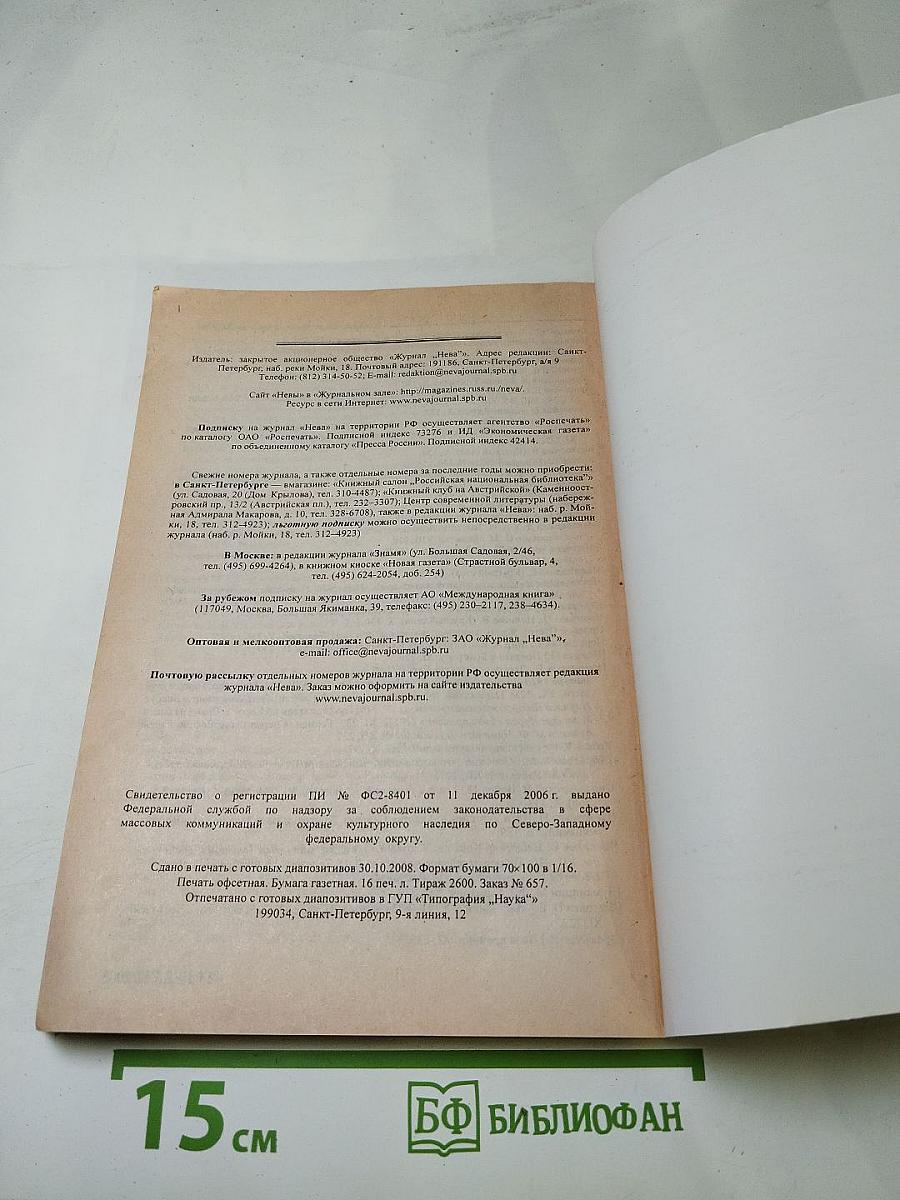 Издатель: закрытое акционерное общество «Журнал „Нева"». Адрес редакции: Санкт-
Петербург, наб. реки Мойки, 18. Почтовый адрес: 191186, Санкт-Петербург, а/я 9
Телефон: (812) 314-50-52; E-mail: redaktion@nevajournal.spb.ru
Сайт «Невы» в «Журнальном зале»: http://magazines.russ.ru/neva/.
Ресурс в сети Интернет: www.nevajournal.spb.ru
Подписку на журнал «Нева» на территории РФ осуществляет агентство «Роспечать»
по каталогу ОАО «Роспечать». Подписной индекс 73276 и ИД «Экономическая газета»
по объединенному каталогу «Пресса России». Подписной индекс 42414.
Свежие номера журнала, а также отдельные номера за последние годы можно приобрести:
в Санкт-Петербурге — вмагазине: «Книжный салон „Российская национальная библиотека"»
(ул. Садовая, 20 (Дом Крылова), тел. 310–4487); «Книжный клуб на Австрийской» (Каменноост-
ровский пр., 13/2 (Австрийская пл.), тел. 232–3307); Центр современной литературы (набереж-
ная Адмирала Макарова, д. 10, тел. 328-6708), также в редакции журнала «Нева»: наб. р. Мой-
ки, 18, тел. 312–4923); льготную подписку можно осуществить непосредственно в редакции
журнала (наб. р. Мойки, 18, тел. 312–4923)
В Москве: в редакции журнала «Знамя» (ул. Большая Садовая, 2/46,
тел. (495) 699-4264), в книжном киоске «Новая газета» (Страстной бульвар, 4,
тел. (495) 624-2054, доб. 254)
За рубежом подписку на журнал осуществляет АО «Международная книга»
(117049, Москва, Большая Якиманка, 39, телефакс: (495) 230–2117, 238–4634).
Оптовая и мелкооптовая продажа: Санкт-Петербург: ЗАО «Журнал „Нева"»,
e-mail: office@nevajournal.spb.ru
Почтовую рассылку отдельных номеров журнала на территории РФ осуществляет редакция
журнала «Нева». Заказ можно оформить на сайте издательства
www.nevajournal.spb.ru.
Свидетельство о регистрации ПИ № ФС2-8401 от 11 декабря 2006 г. выдано
Федеральной службой по надзору за соблюдением законодательства в сфере
массовых коммуникаций и охране культурного наследия по Северо-Западному
федеральному округу.
Сдано в печать с готовых диапозитивов 30.10.2008. Формат бумаги 70×100 в 1/16.
Печать офсетная. Бумага газетная. 16 печ. л. Тираж 2600. Заказ № 657.
Отпечатано с готовых диапозитивов в ГУП «Типография „Наука"»
199034, Санкт-Петербург, 9-я линия, 12
15 см
БФ БИБЛИОФАН